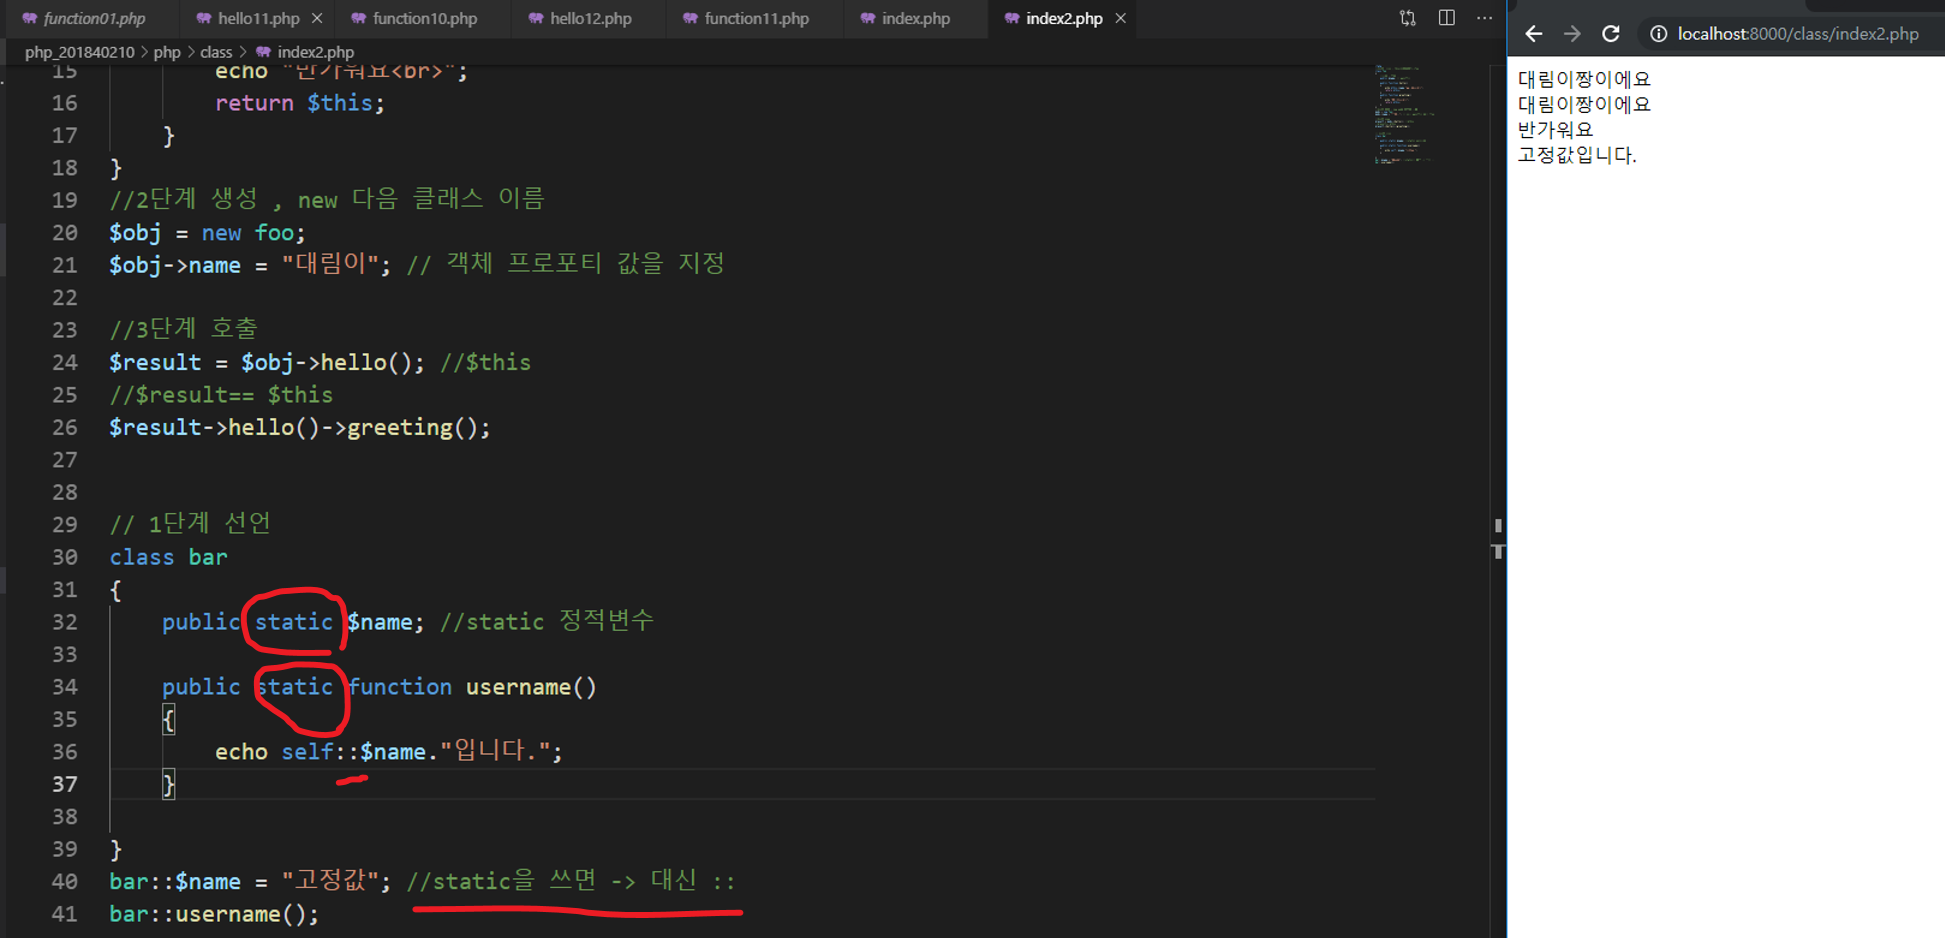 function01.php hello11.php function10.php hello12.php function11.php index.php index2.php
php_201840210 > php > class > index2.php
15 echo "반가워요<br>";
16 return $this;
17 }
18 }
19 //2단계 생성 , new 다음 클래스 이름
20 $obj = new foo;
21 $obj->name = "대림이"; // 객체 프로포티 값을 지정
22
23 //3단계 호출
24 $result = $obj->hello(); //$this
25 //$result== $this
26 $result->hello()->greeting();
27
28
29 // 1단계 선언
30 class bar
31 {
32 public static $name; //static 정적변수
33
34 public static function username()
35 {
36 echo self::$name."입니다.";
37 }
38
39 }
40 bar::$name = "고정값"; //static을 쓰면 -> 대신 ::
41 bar::username();
localhost:8000/class/index2.php
대림이짱이에요
대림이짱이에요
반가워요
고정값입니다.